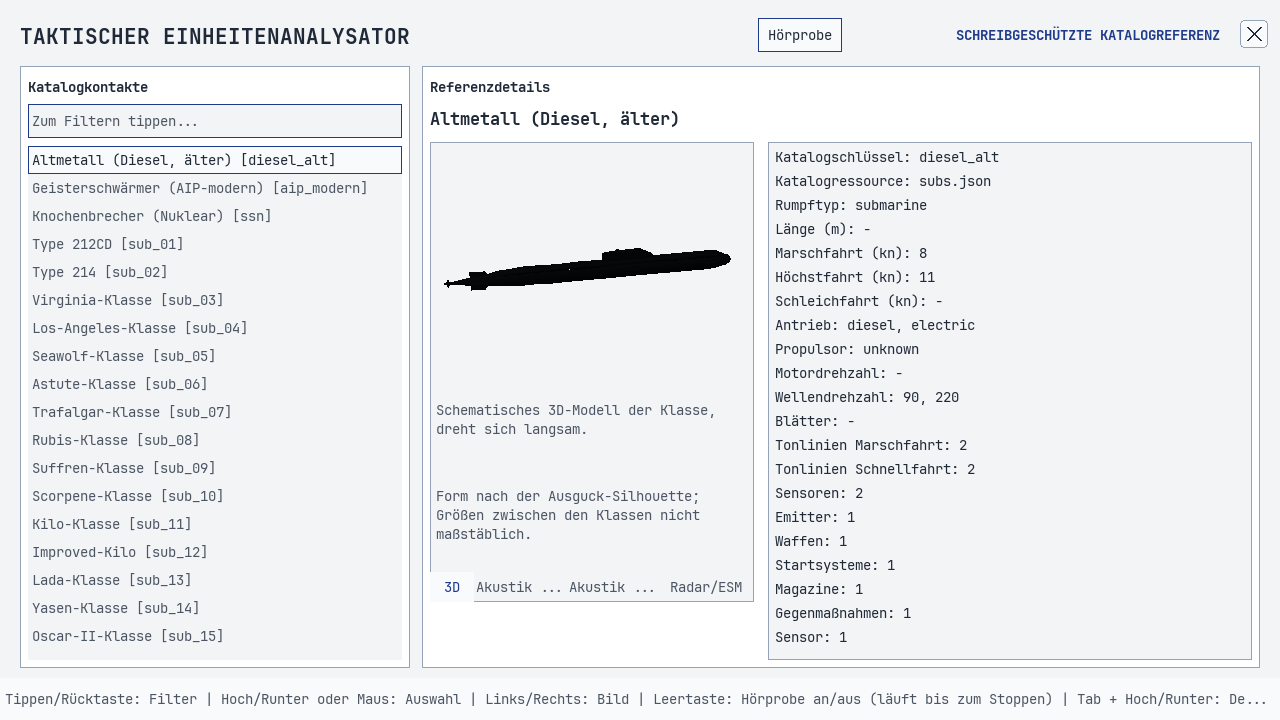 TAKTISCHER EINHEITENANALYSATOR
Hörprobe
SCHREIBGESCHÜTZTE KATALOGREFERENZ
Katalogkontakte
Zum Filtern tippen...
Altmetall (Diesel, älter) [diesel_alt]
Geisterschwärmer (AIP-modern) [aip_modern]
Knochenbrecher (Nuklear) [ssn]
Type 212CD [sub_01]
Type 214 [sub_02]
Virginia-Klasse [sub_03]
Los-Angeles-Klasse [sub_04]
Seawolf-Klasse [sub_05]
Astute-Klasse [sub_06]
Trafalgar-Klasse [sub_07]
Rubis-Klasse [sub_08]
Suffren-Klasse [sub_09]
Scorpene-Klasse [sub_10]
Kilo-Klasse [sub_11]
Improved-Kilo [sub_12]
Lada-Klasse [sub_13]
Yasen-Klasse [sub_14]
Oscar-II-Klasse [sub_15]
Referenzdetails
Altmetall (Diesel, älter)
Schematisches 3D-Modell der Klasse,
dreht sich langsam.
Form nach der Ausguck-Silhouette;
Größen zwischen den Klassen nicht
maßstäblich.
3D Akustik ... Akustik ... Radar/ESM
Katalogschlüssel: diesel_alt
Katalogressource: subs.json
Rumpftyp: submarine
Länge (m): -
Marschfahrt (kn): 8
Höchstfahrt (kn): 11
Schleichfahrt (kn): -
Antrieb: diesel, electric
Propulsor: unknown
Motordrehzahl: -
Wellendrehzahl: 90, 220
Blätter: -
Tonlinien Marschfahrt: 2
Tonlinien Schnellfahrt: 2
Sensoren: 2
Emitter: 1
Waffen: 1
Startsysteme: 1
Magazine: 1
Gegenmaßnahmen: 1
Sensor: 1
Tippen/Rücktaste: Filter | Hoch/Runter oder Maus: Auswahl | Links/Rechts: Bild | Leertaste: Hörprobe an/aus (läuft bis zum Stoppen) | Tab + Hoch/Runter: De...